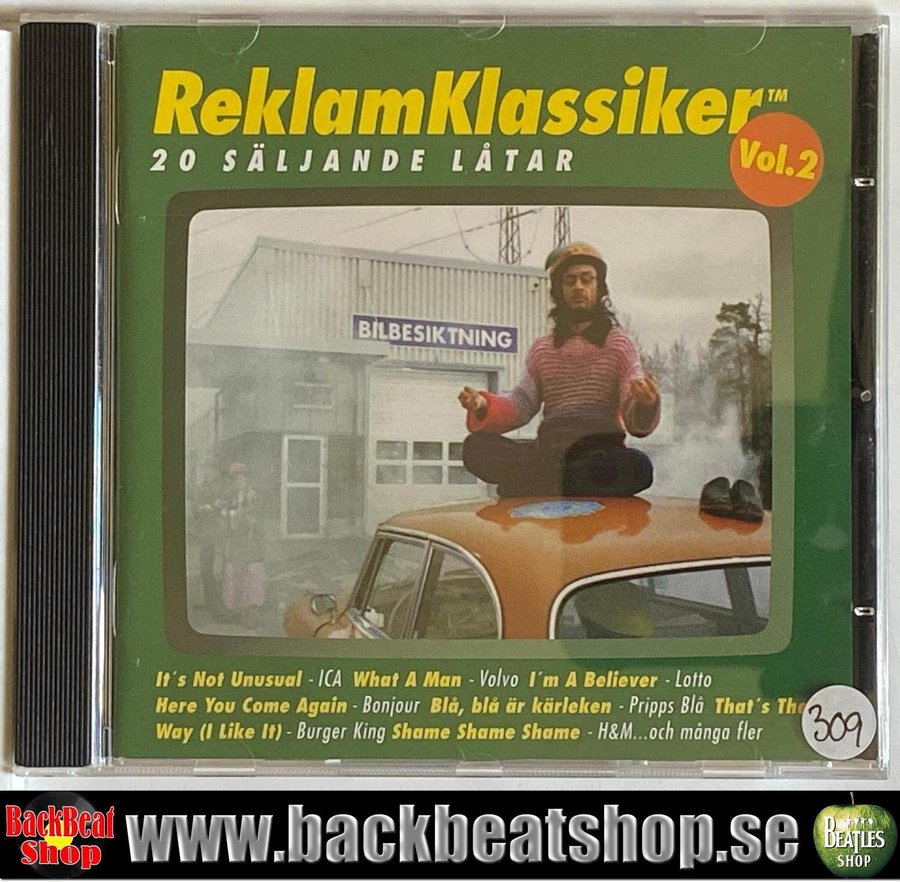 ReklamKlassiker™
Vol.2
20 SÄLJANDE LÅTAR
BILBESIKTNING
It´s Not Unusual - ICA What A Man - Volvo I´m A Believer - Lotto
Here You Come Again - Bonjour Blå, blå är kärleken - Pripps Blå That´s
Way (I Like It) - Burger King Shame Shame Shame - H&M...och många fler
309
BackBeat
Shop
www.backbeatshop.se
BEATLES
SHOP